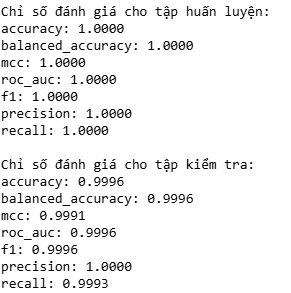 Chỉ số đánh giá cho tập huấn luyện:
accuracy: 1.0000
balanced_accuracy: 1.0000
mcc: 1.0000
roc_auc: 1.0000
f1: 1.0000
precision: 1.0000
recall: 1.0000

Chỉ số đánh giá cho tập kiểm tra:
accuracy: 0.9996
balanced_accuracy: 0.9996
mcc: 0.9991
roc_auc: 0.9996
f1: 0.9996
precision: 1.0000
recall: 0.9993